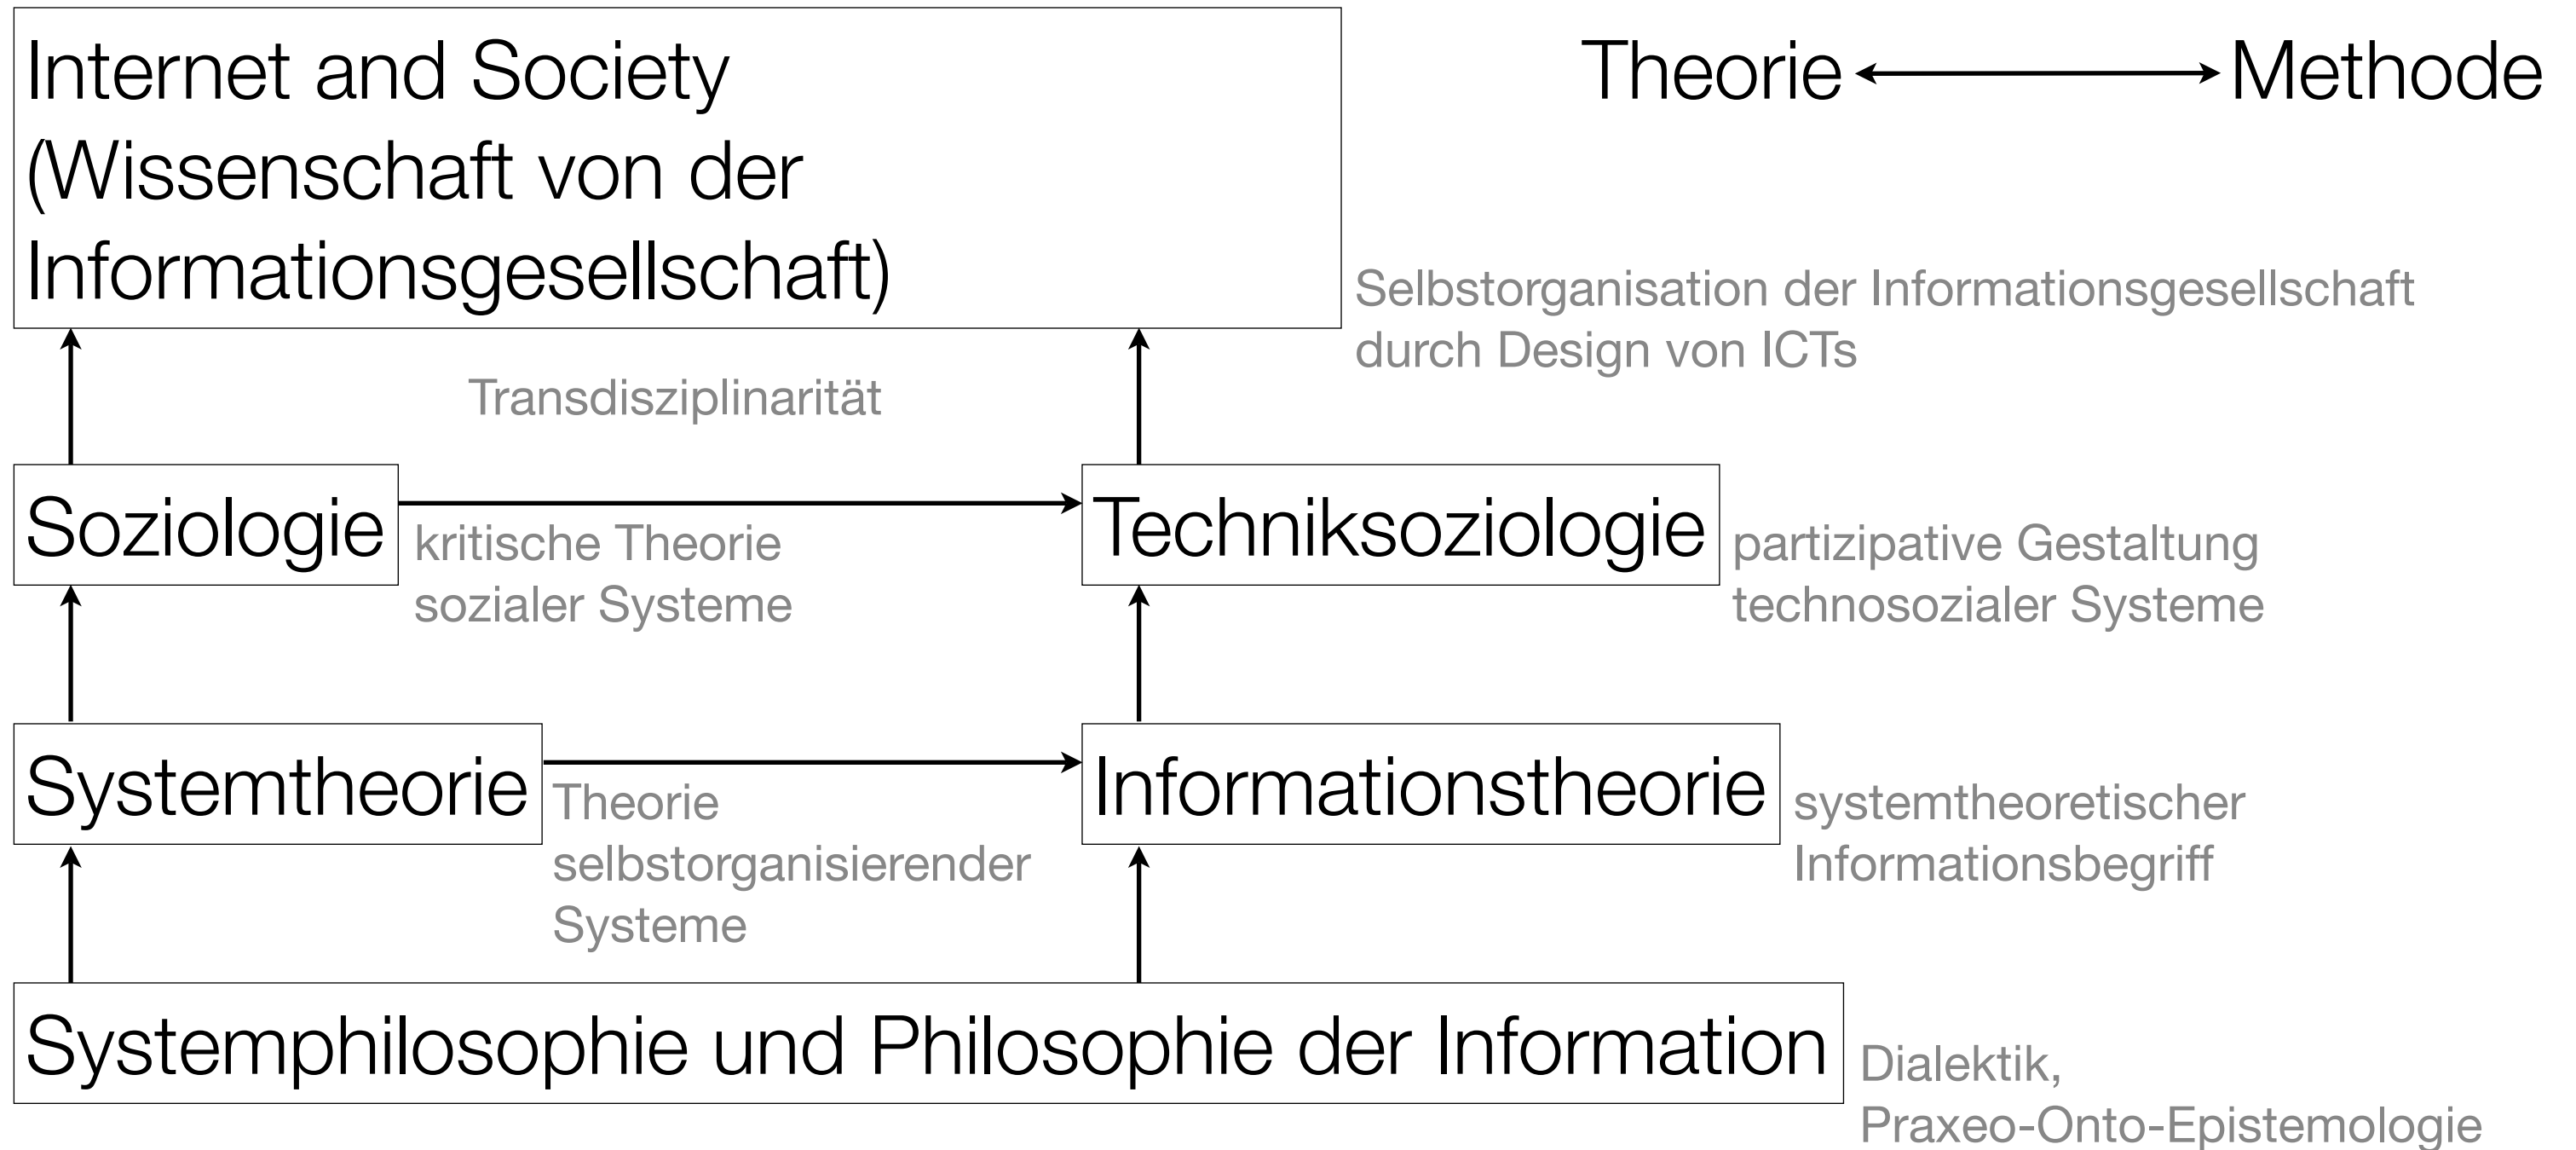 Internet and Society
(Wissenschaft von der
Informationsgesellschaft)
Theorie
Methode
Selbstorganisation der Informationsgesellschaft
durch Design von ICTs
Transdisziplinarität
Soziologie
kritische Theorie
sozialer Systeme
Techniksoziologie
partizipative Gestaltung
technosozialer Systeme
Systemtheorie
Theorie
selbstorganisierender
Systeme
Informationstheorie
systemtheoretischer
Informationsbegriff
Systemphilosophie und Philosophie der Information
Dialektik,
Praxeo-Onto-Epistemologie